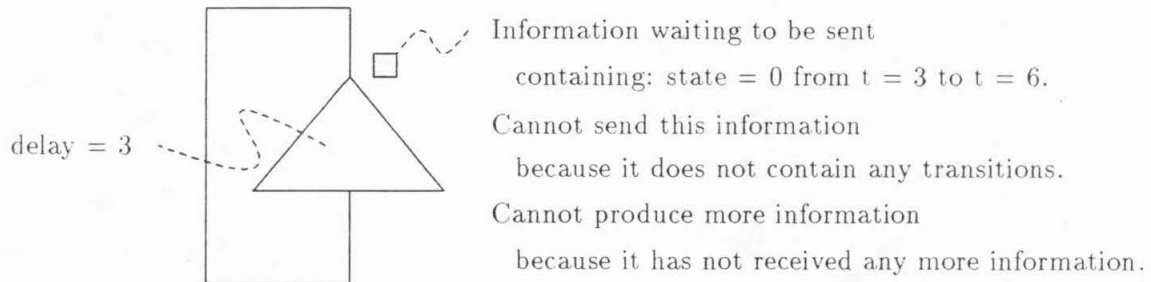 Information waiting to be sent
containing: state = 0 from t = 3 to t = 6.
Cannot send this information
delay = 3
because it does not contain any transitions.
Cannot produce more information
because it has not received any more information.